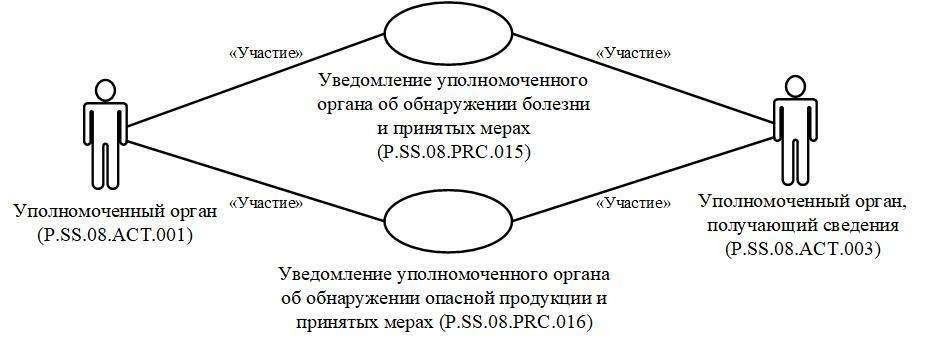 «Участие»
«Участие»
Уведомление уполномоченного
органа об обнаружении болезни
и принятых мерах
(P.SS.08.PRC.015)
Уполномоченный орган
(P.SS.08.ACT.001)
«Участие»
«Участие»
Уполномоченный орган,
получающий сведения
(P.SS.08.ACT.003)
Уведомление уполномоченного органа
об обнаружении опасной продукции и
принятых мерах (P.SS.08.PRC.016)